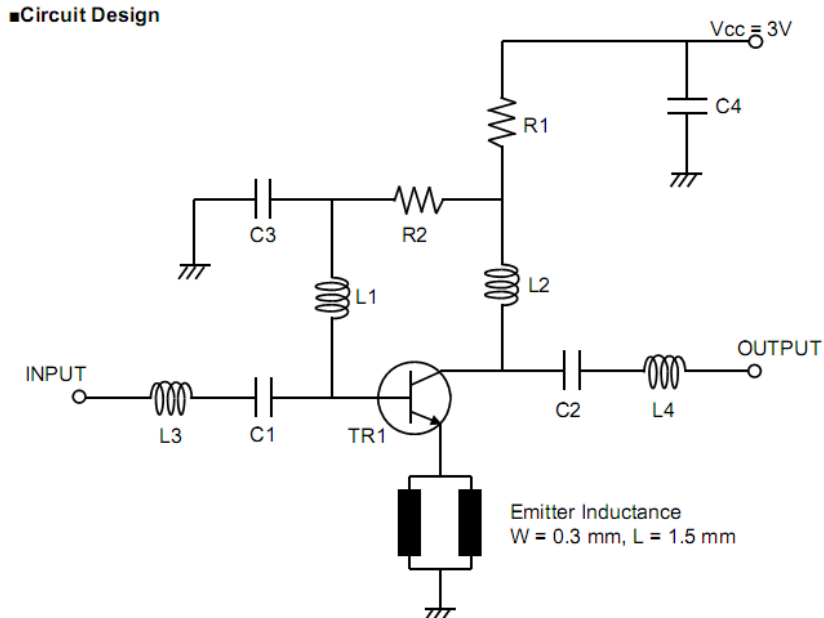 ■Circuit Design
Vcc = 3V
C4
R1
C3
R2
L1
L2
INPUT
OUTPUT
L3
C1
TR1
C2
L4
Emitter Inductance
W = 0.3 mm, L = 1.5 mm